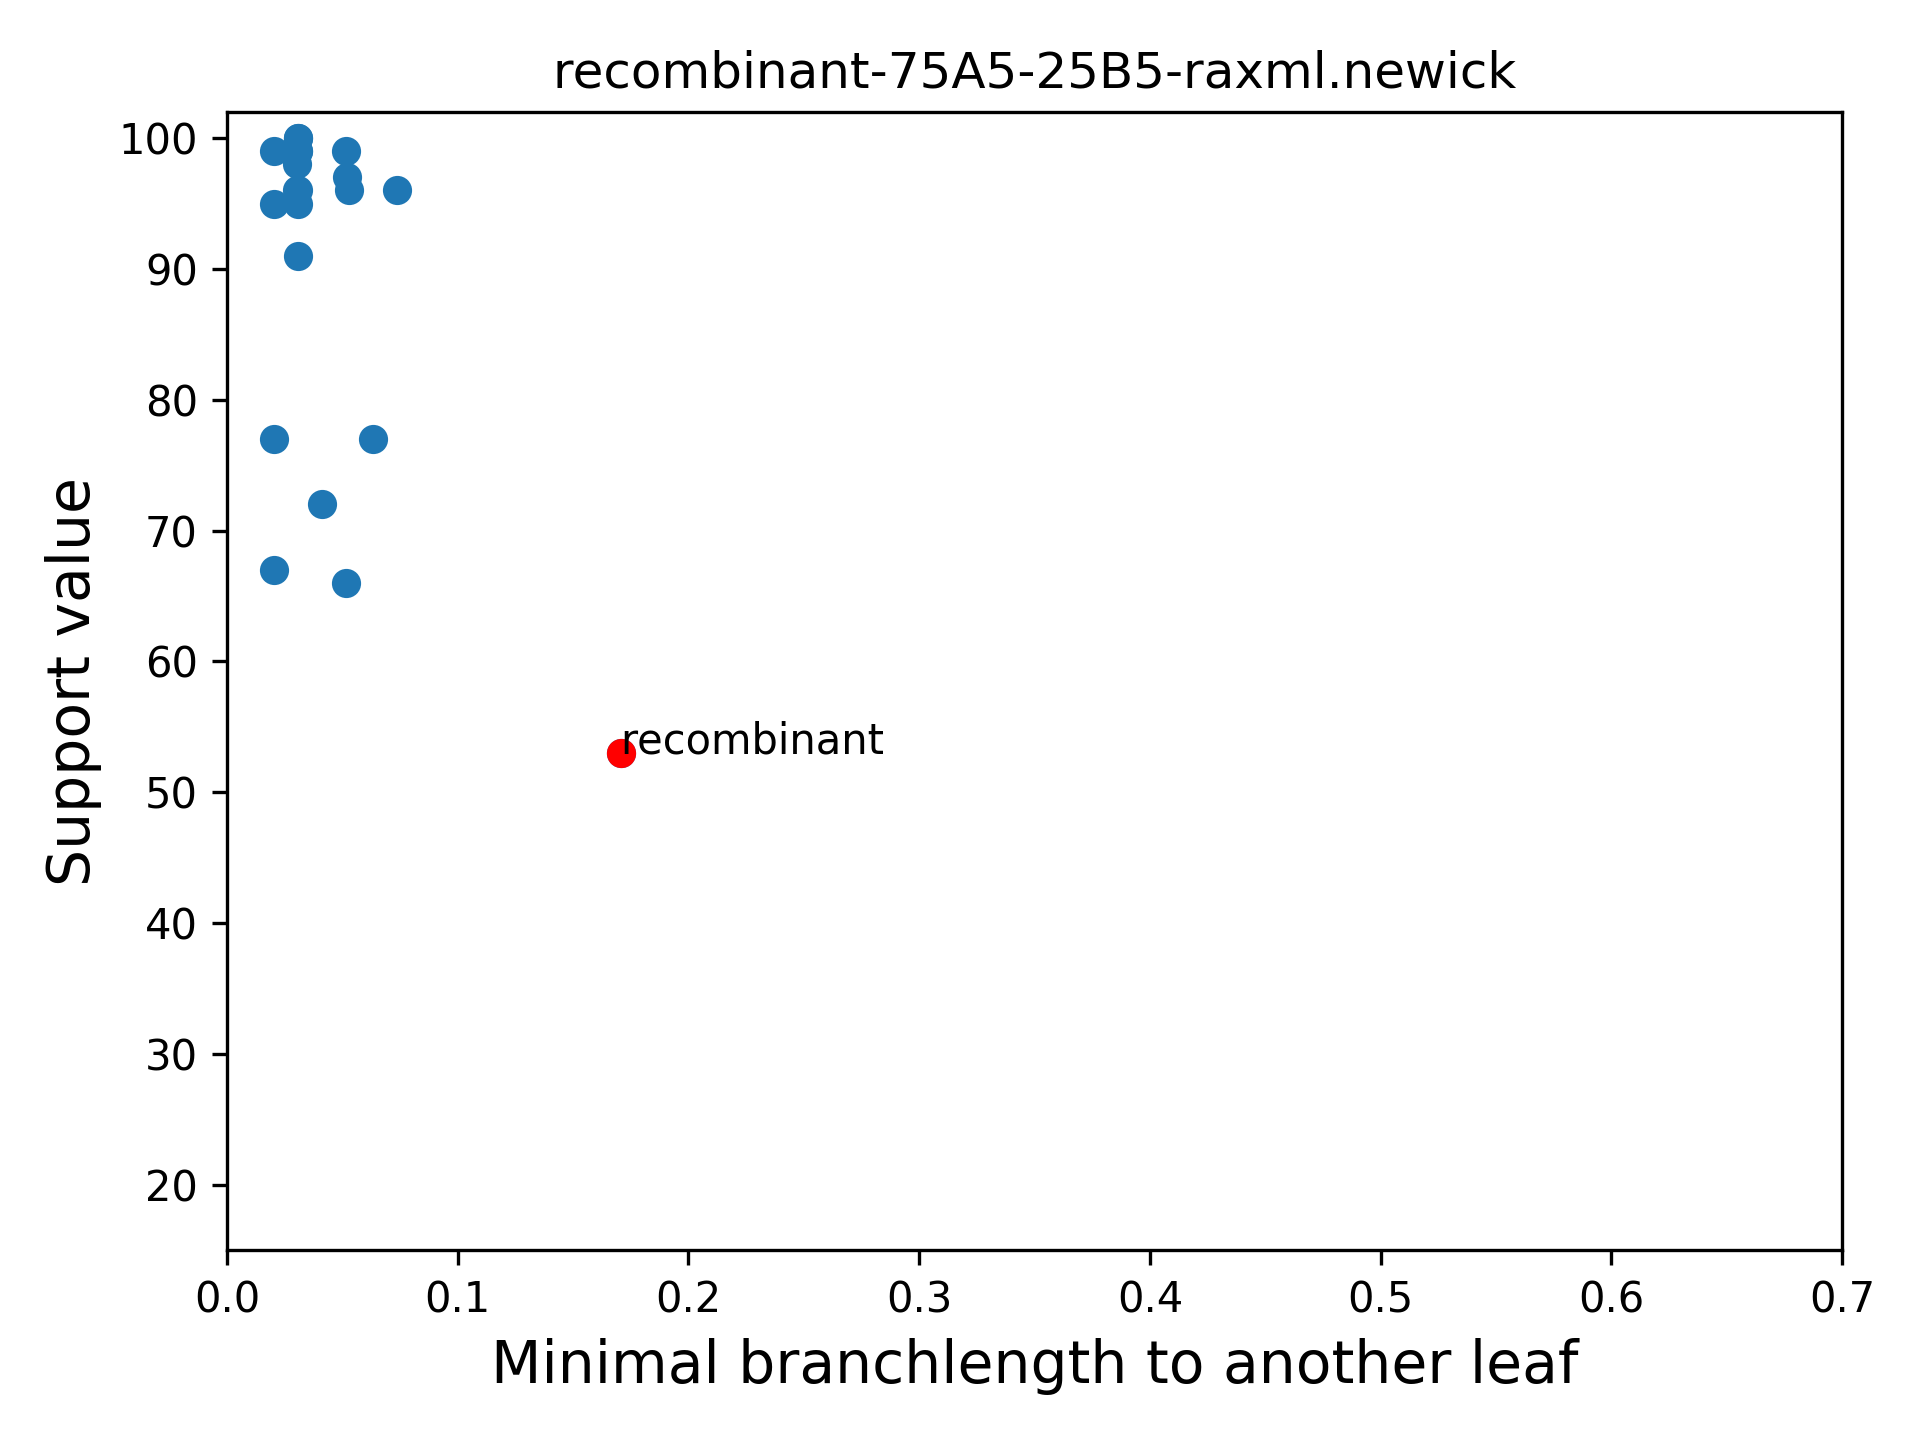 recombinant-75A5-25B5-raxml.newick
100
90
80
70
60
50
40
30
20
Support value
recombinant
0.0 0.1 0.2 0.3 0.4 0.5 0.6 0.7
Minimal branchlength to another leaf